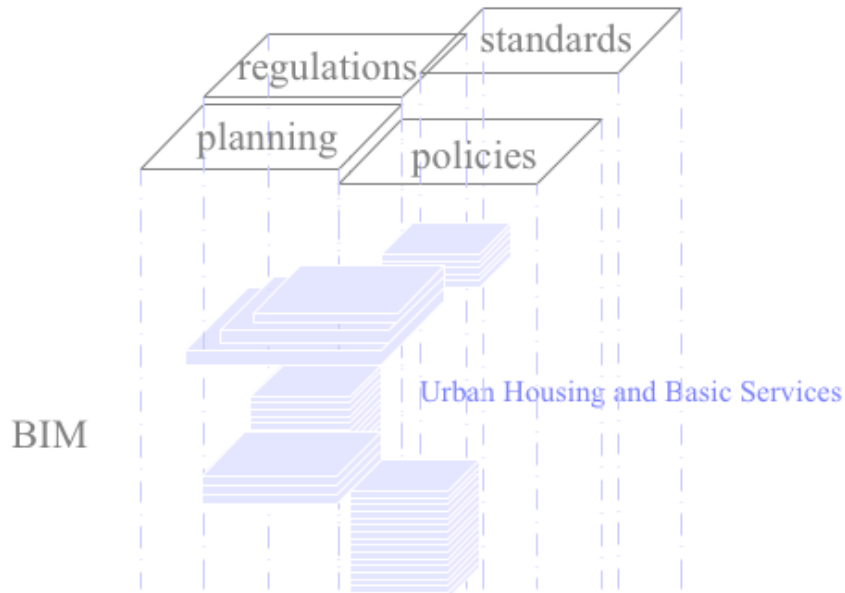 standards
regulations
planning
policies
Urban Housing and Basic Services
BIM